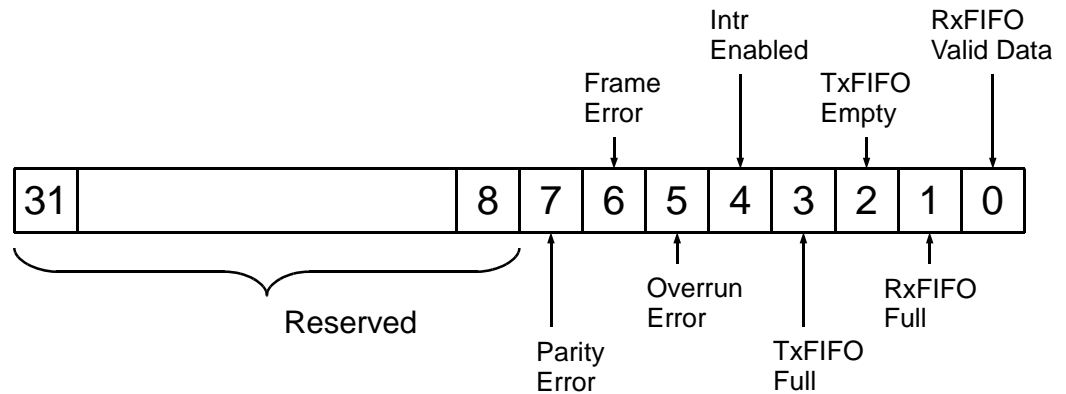 Intr
Enabled
RxFIFO
Valid Data
Frame
Error
TxFIFO
Empty
31 8 7 6 5 4 3 2 1 0
Reserved
Overrun
Error
RxFIFO
Full
Parity
Error
TxFIFO
Full